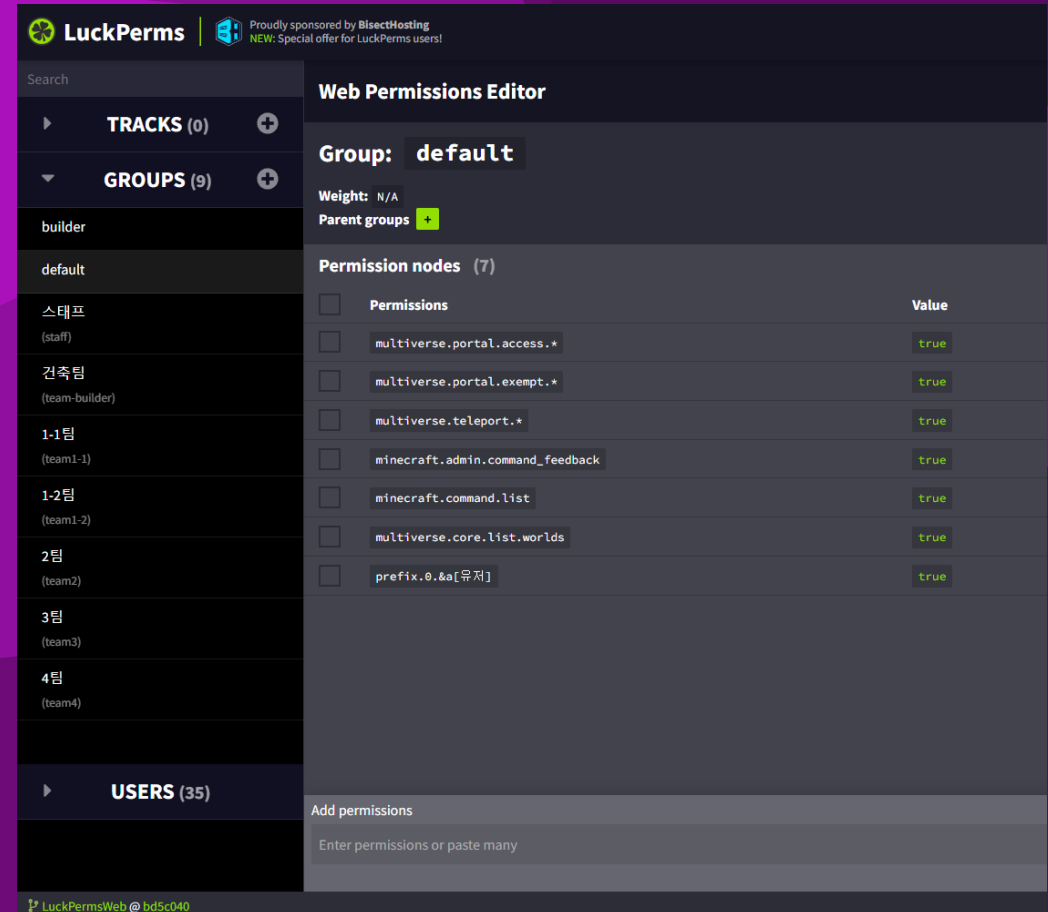 LuckPerms
Proudly sponsored by BisectHosting
NEW: Special offer for LuckPerms users!
Search
TRACKS (0)
GROUPS (9)
builder
default
스태프
(staff)
건축팀
(team-builder)
1-1팀
(team1-1)
1-2팀
(team1-2)
2팀
(team2)
3팀
(team3)
4팀
(team4)
USERS (35)
LuckPermsWeb @ bd5c040
Web Permissions Editor
Group: default
Weight: N/A
Parent groups +
Permission nodes (7)
Permissions Value
multiverse.portal.access.* true
multiverse.portal.exempt.* true
multiverse.teleport.* true
minecraft.admin.command_feedback true
minecraft.command.list true
multiverse.core.list.worlds true
prefix.0.&a[유저] true
Add permissions
Enter permissions or paste many